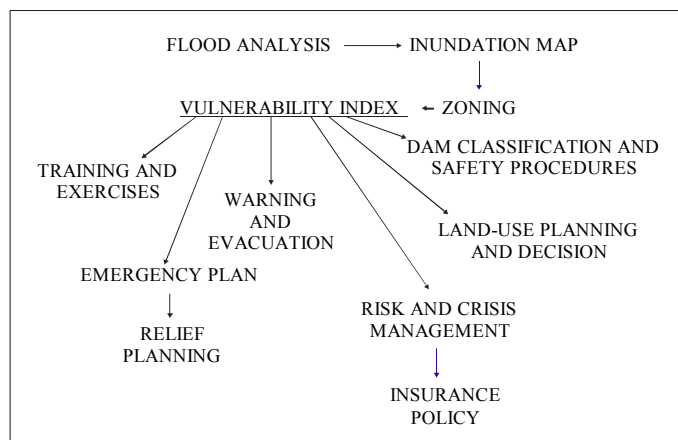 FLOOD ANALYSIS
INUNDATION MAP
VULNERABILITY INDEX
ZONING
DAM CLASSIFICATION AND
SAFETY PROCEDURES
TRAINING AND
EXERCISES
WARNING
AND
EVACUATION
LAND-USE PLANNING
AND DECISION
EMERGENCY PLAN
RELIEF
PLANNING
RISK AND CRISIS
MANAGEMENT
INSURANCE
POLICY